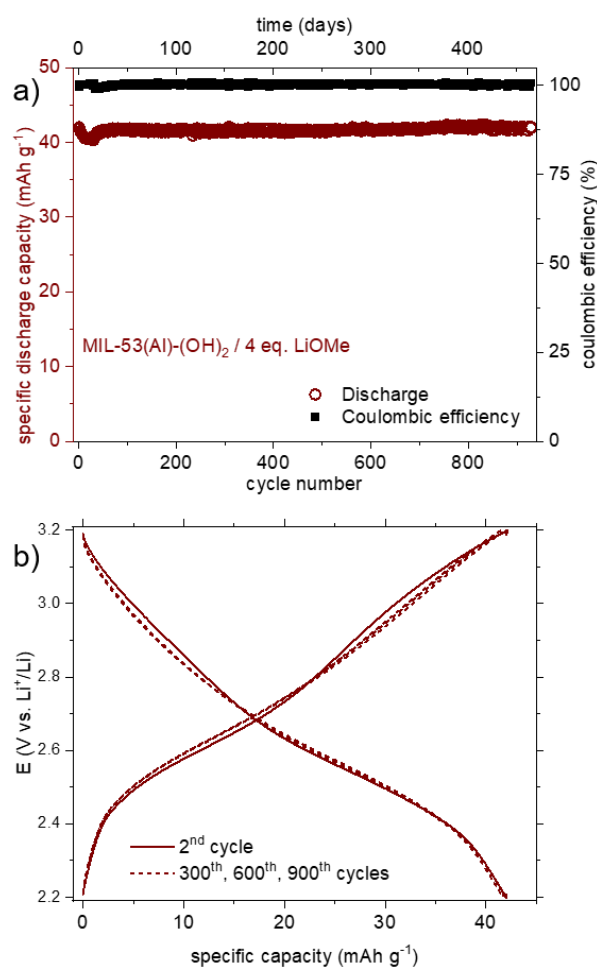 time (days)
0 100 200 300 400
a)
50
40
30
20
10
0
specific discharge capacity (mAh g⁻¹)
100
75
50
25
0
coulombic efficiency (%)
MIL-53(Al)-(OH)₂ / 4 eq. LiOMe
Discharge
Coulombic efficiency
0 200 400 600 800
cycle number
b)
3.2
3.0
2.8
2.6
2.4
2.2
E (V vs. Li⁺/Li)
2ⁿᵈ cycle
300ᵗʰ, 600ᵗʰ, 900ᵗʰ cycles
0 10 20 30 40
specific capacity (mAh g⁻¹)